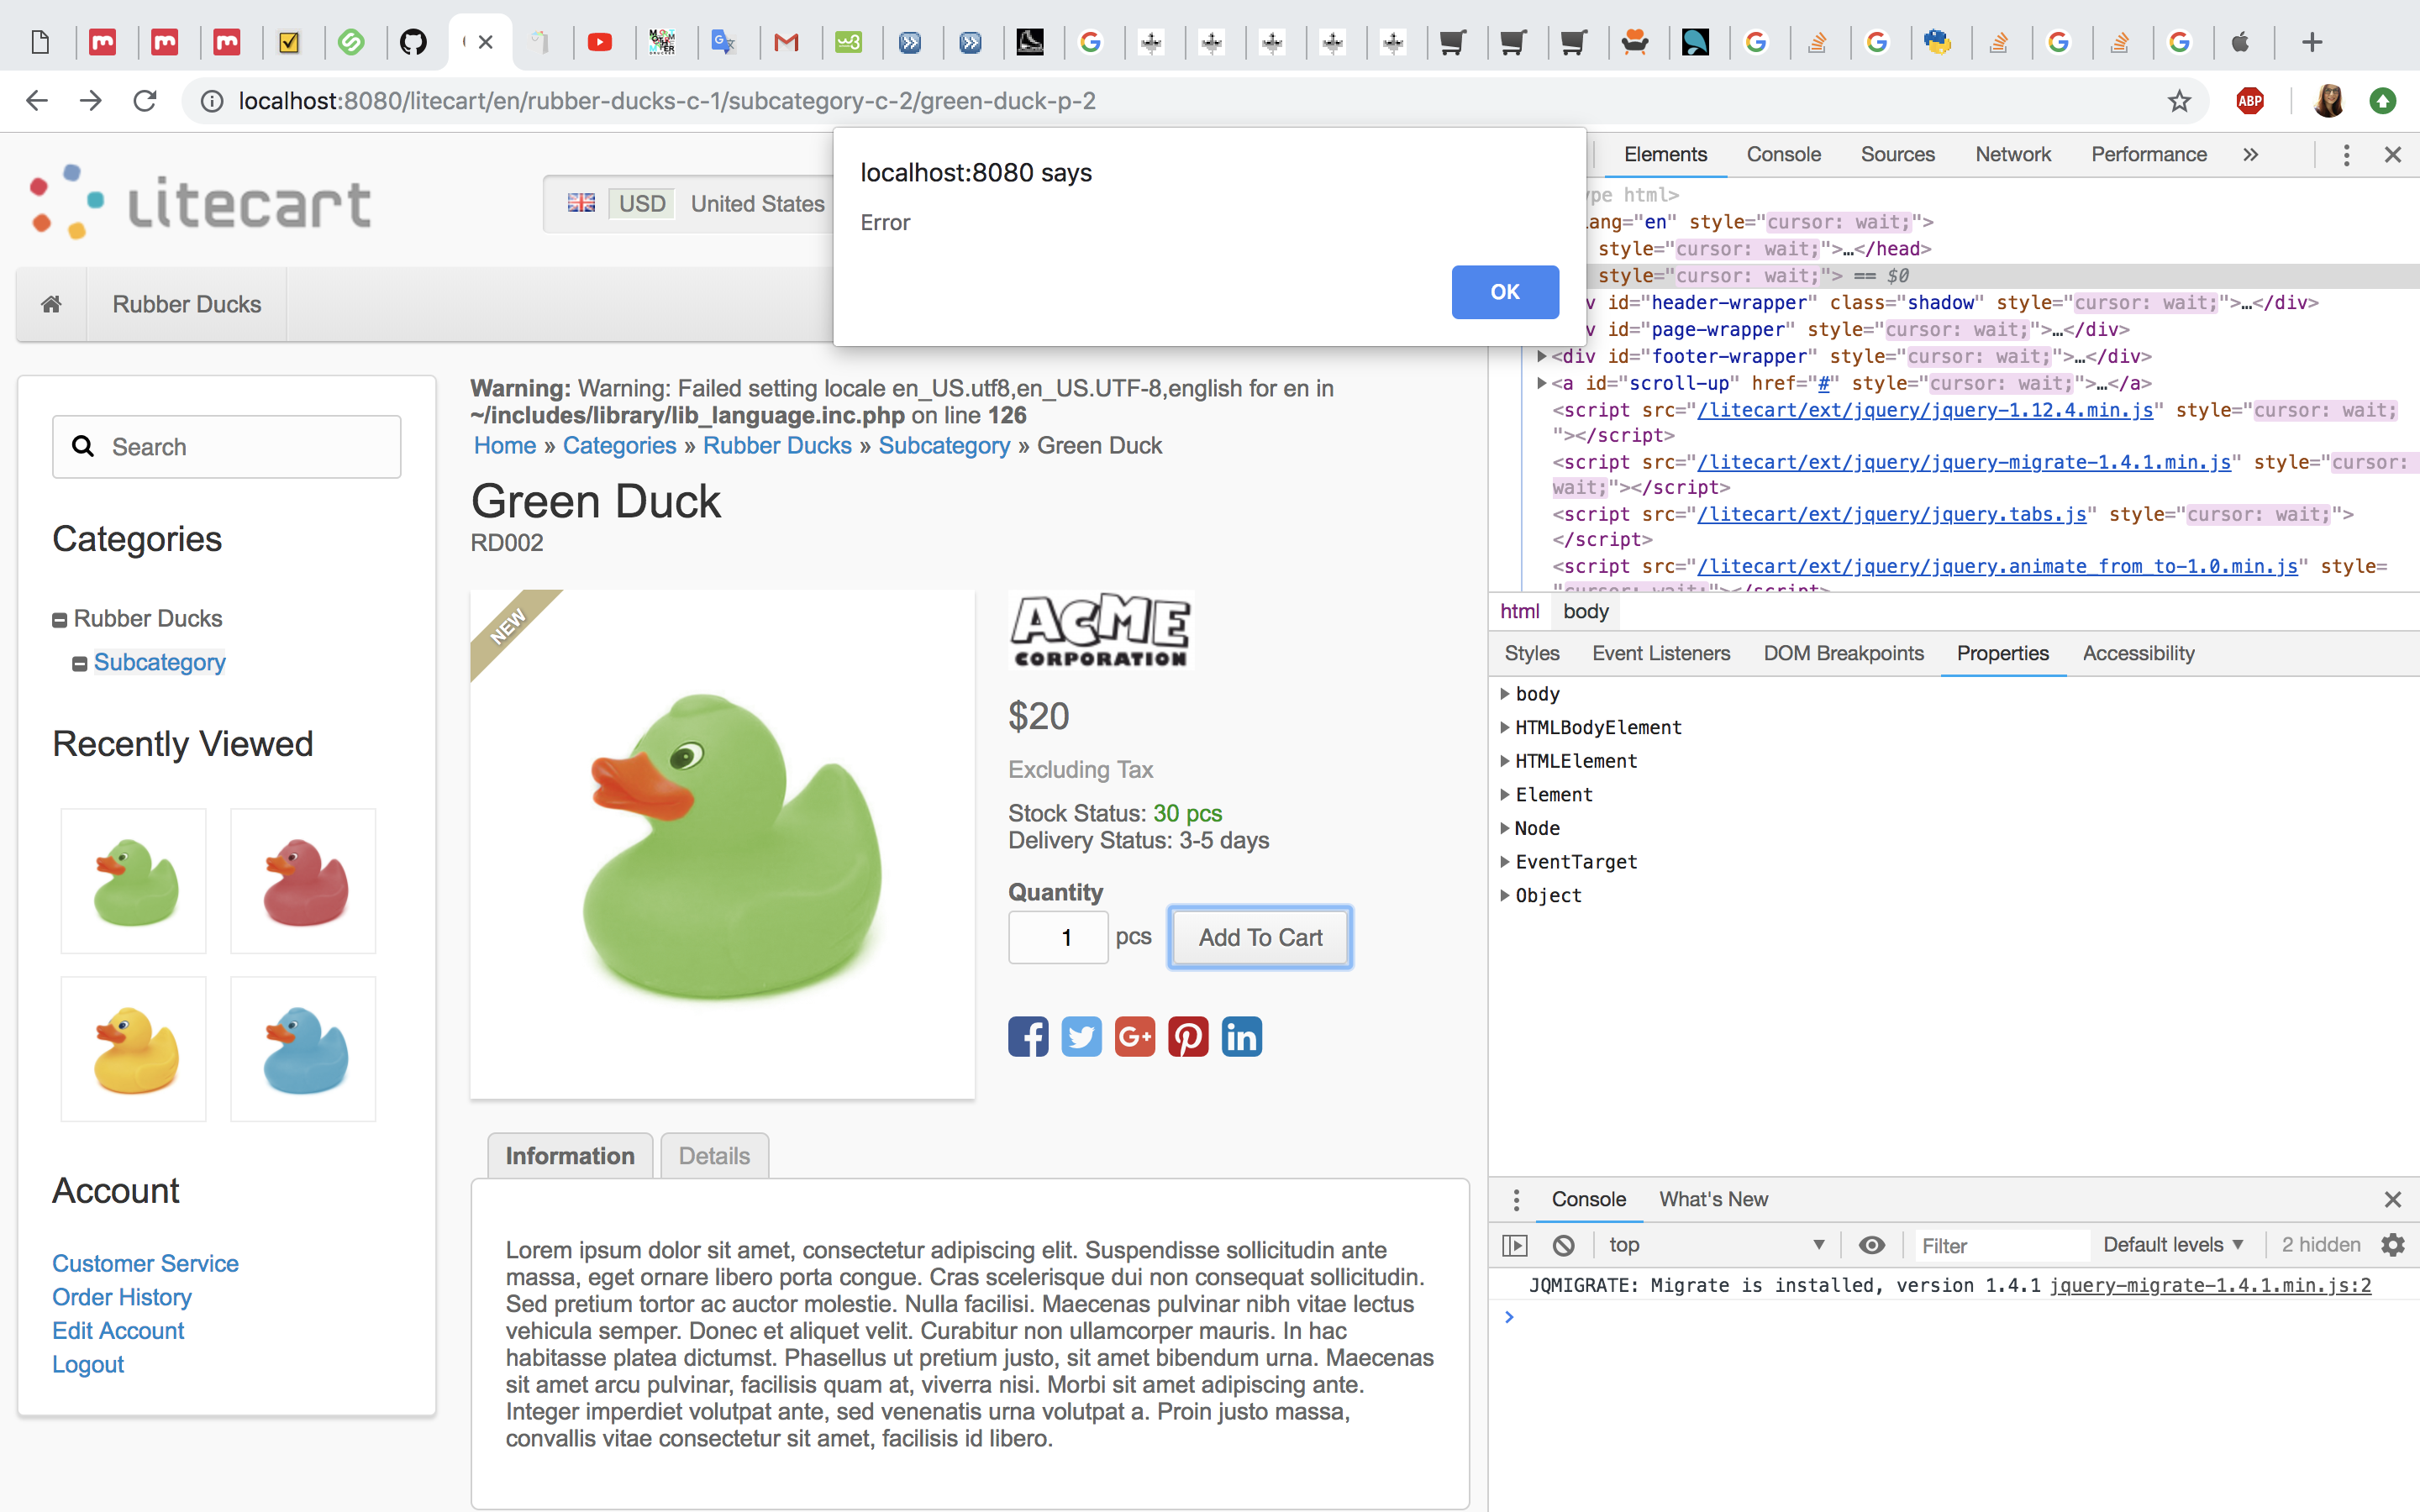 localhost:8080/litecart/en/rubber-ducks-c-1/subcategory-c-2/green-duck-p-2
ABP
litecart
USD United States
localhost:8080 says
Error
OK
Rubber Ducks
Search
Categories
Rubber Ducks
Subcategory
Recently Viewed
Account
Customer Service
Order History
Edit Account
Logout
Warning: Warning: Failed setting locale en_US.utf8,en_US.UTF-8,english for en in
~/includes/library/lib_language.inc.php on line 126
Home » Categories » Rubber Ducks » Subcategory » Green Duck
Green Duck
RD002
NEW
ACME
CORPORATION
$20
Excluding Tax
Stock Status: 30 pcs
Delivery Status: 3-5 days
Quantity
1 pcs Add To Cart
Information Details
Lorem ipsum dolor sit amet, consectetur adipiscing elit. Suspendisse sollicitudin ante
massa, eget ornare libero porta congue. Cras scelerisque dui non consequat sollicitudin.
Sed pretium tortor ac auctor molestie. Nulla facilisi. Maecenas pulvinar nibh vitae lectus
vehicula semper. Donec et aliquet velit. Curabitur non ullamcorper mauris. In hac
habitasse platea dictumst. Phasellus ut pretium justo, sit amet bibendum urna. Maecenas
sit amet arcu pulvinar, facilisis quam at, viverra nisi. Morbi sit amet adipiscing ante.
Integer imperdiet volutpat ante, sed venenatis urna volutpat a. Proin justo massa,
convallis vitae consectetur sit amet, facilisis id libero.
Elements Console Sources Network Performance »
ype html>
ang="en" style="cursor: wait;">
style="cursor: wait;">…</head>
style="cursor: wait;"> == $0
v id="header-wrapper" class="shadow" style="cursor: wait;">…</div>
v id="page-wrapper" style="cursor: wait;">…</div>
<div id="footer-wrapper" style="cursor: wait;">…</div>
<a id="scroll-up" href="#" style="cursor: wait;">…</a>
<script src="/litecart/ext/jquery/jquery-1.12.4.min.js" style="cursor: wait;
"></script>
<script src="/litecart/ext/jquery/jquery-migrate-1.4.1.min.js" style="cursor:
wait;"></script>
<script src="/litecart/ext/jquery/jquery.tabs.js" style="cursor: wait;">
</script>
<script src="/litecart/ext/jquery/jquery.animate_from_to-1.0.min.js" style=
"cursor: wait;"></script>
html body
Styles Event Listeners DOM Breakpoints Properties Accessibility
body
HTMLBodyElement
HTMLElement
Element
Node
EventTarget
Object
Console What's New
top Filter Default levels 2 hidden
JQMIGRATE: Migrate is installed, version 1.4.1 jquery-migrate-1.4.1.min.js:2